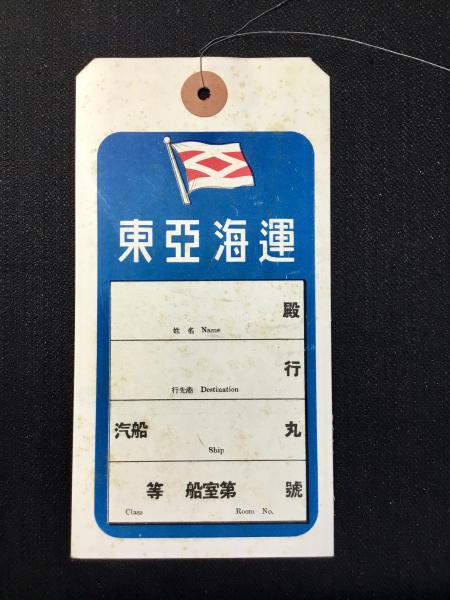 東亞海運
殿
姓名 Name
行
行先港 Destination
汽船 丸
Ship
等 船室第 號
Class Room No.